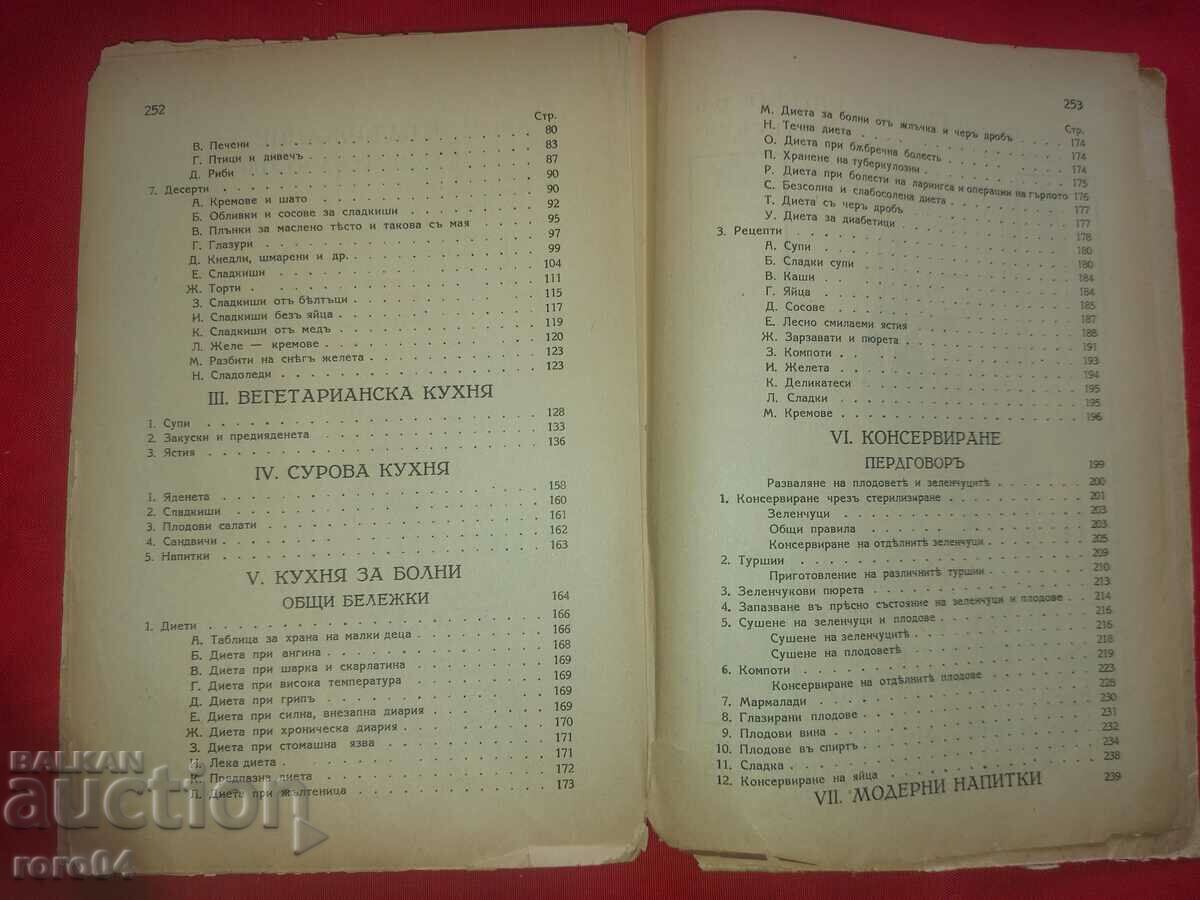 252
Стр.
В. Печени 80
Г. Птици и дивечъ 83
Д. Риби 87
7. Десерти 90
А. Кремове и шато 90
Б. Обливки и сосове за сладкиши 92
В. Плънки за маслено тѣсто и такова съ мая 95
Г. Глазури 97
Д. Кнедли, шмарени и др. 99
Е. Сладкиши 104
Ж. Торти 111
З. Сладкиши отъ бѣлтъци 115
И. Сладкиши безъ яйца 117
К. Сладкиши отъ медъ 119
Л. Желе — кремове 120
М. Разбити на снѣгъ желета 123
Н. Сладоледи 123
III. ВЕГЕТАРИАНСКА КУХНЯ
1. Супи 128
2. Закуски и предияденета 133
3. Ястия 136
IV. СУРОВА КУХНЯ
1. Яденета 158
2. Сладкиши 160
3. Плодови салати 161
4. Сандвичи 162
5. Напитки 163
V. КУХНЯ ЗА БОЛНИ
ОБЩИ БЕЛЕЖКИ 164
1. Диети 166
А. Таблица за храна на малки деца 166
Б. Диета при ангина 168
В. Диета при шарка и скарлатина 169
Г. Диета при висока температура 169
Д. Диета при грипъ 169
Е. Диета при силна, внезапна диария 169
Ж. Диета при хроническа диария 170
З. Диета при стомашна язва 171
И. Лека диета 171
К. Предпазна диета 172
Л. Диета при жълтеница 173
253
Стр.
М. Диета за болни отъ жлъчка и черъ дробъ 174
Н. Течна диета 174
О. Диета при бѫбречна болесть 174
П. Хранене на туберкулозни 175
Р. Диета при болести на ларингса и операции на гърлото 176
С. Безсолна и слабосолена диета 177
Т. Диета съ черъ дробъ 177
У. Диета за диабетици 178
3. Рецепти 180
А. Супи 180
Б. Сладки супи 184
В. Каши 184
Г. Яйца 185
Д. Сосове 187
Е. Лесно смилаеми ястия 188
Ж. Зарзавати и пюрета 191
З. Компоти 193
И. Желета 194
К. Деликатеси 195
Л. Сладки 195
М. Кремове 196
VI. КОНСЕРВИРАНЕ
ПЕРДГОВОРЪ 199
Разваляне на плодоветѣ и зеленчуцитѣ 200
1. Консервиране чрезъ стерилизиране 201
Зеленчуци 203
Общи правила 203
Консервиране на отдѣлнитѣ зеленчуци 205
2. Туршии 209
Приготовление на различнитѣ туршии 210
3. Зеленчукови пюрета 213
4. Запазване въ прѣсно състояние на зеленчуци и плодове 214
5. Сушене на зеленчуци и плодове 216
Сушене на зеленчуцитѣ 216
Сушене на плодоветѣ 218
6. Компоти 219
Консервиране на отдѣлнитѣ плодове 223
7. Мармалади 228
8. Глазирани плодове 230
9. Плодови вина 231
10. Плодове въ спиртъ 232
11. Сладка 234
12. Консервиране на яйца 238
VII. МОДЕРНИ НАПИТКИ 239
BALKAN
auction
roro04